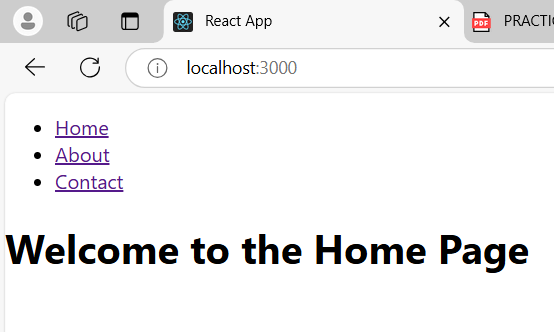 React App
PRACTIC
localhost:3000
Home
About
Contact
Welcome to the Home Page